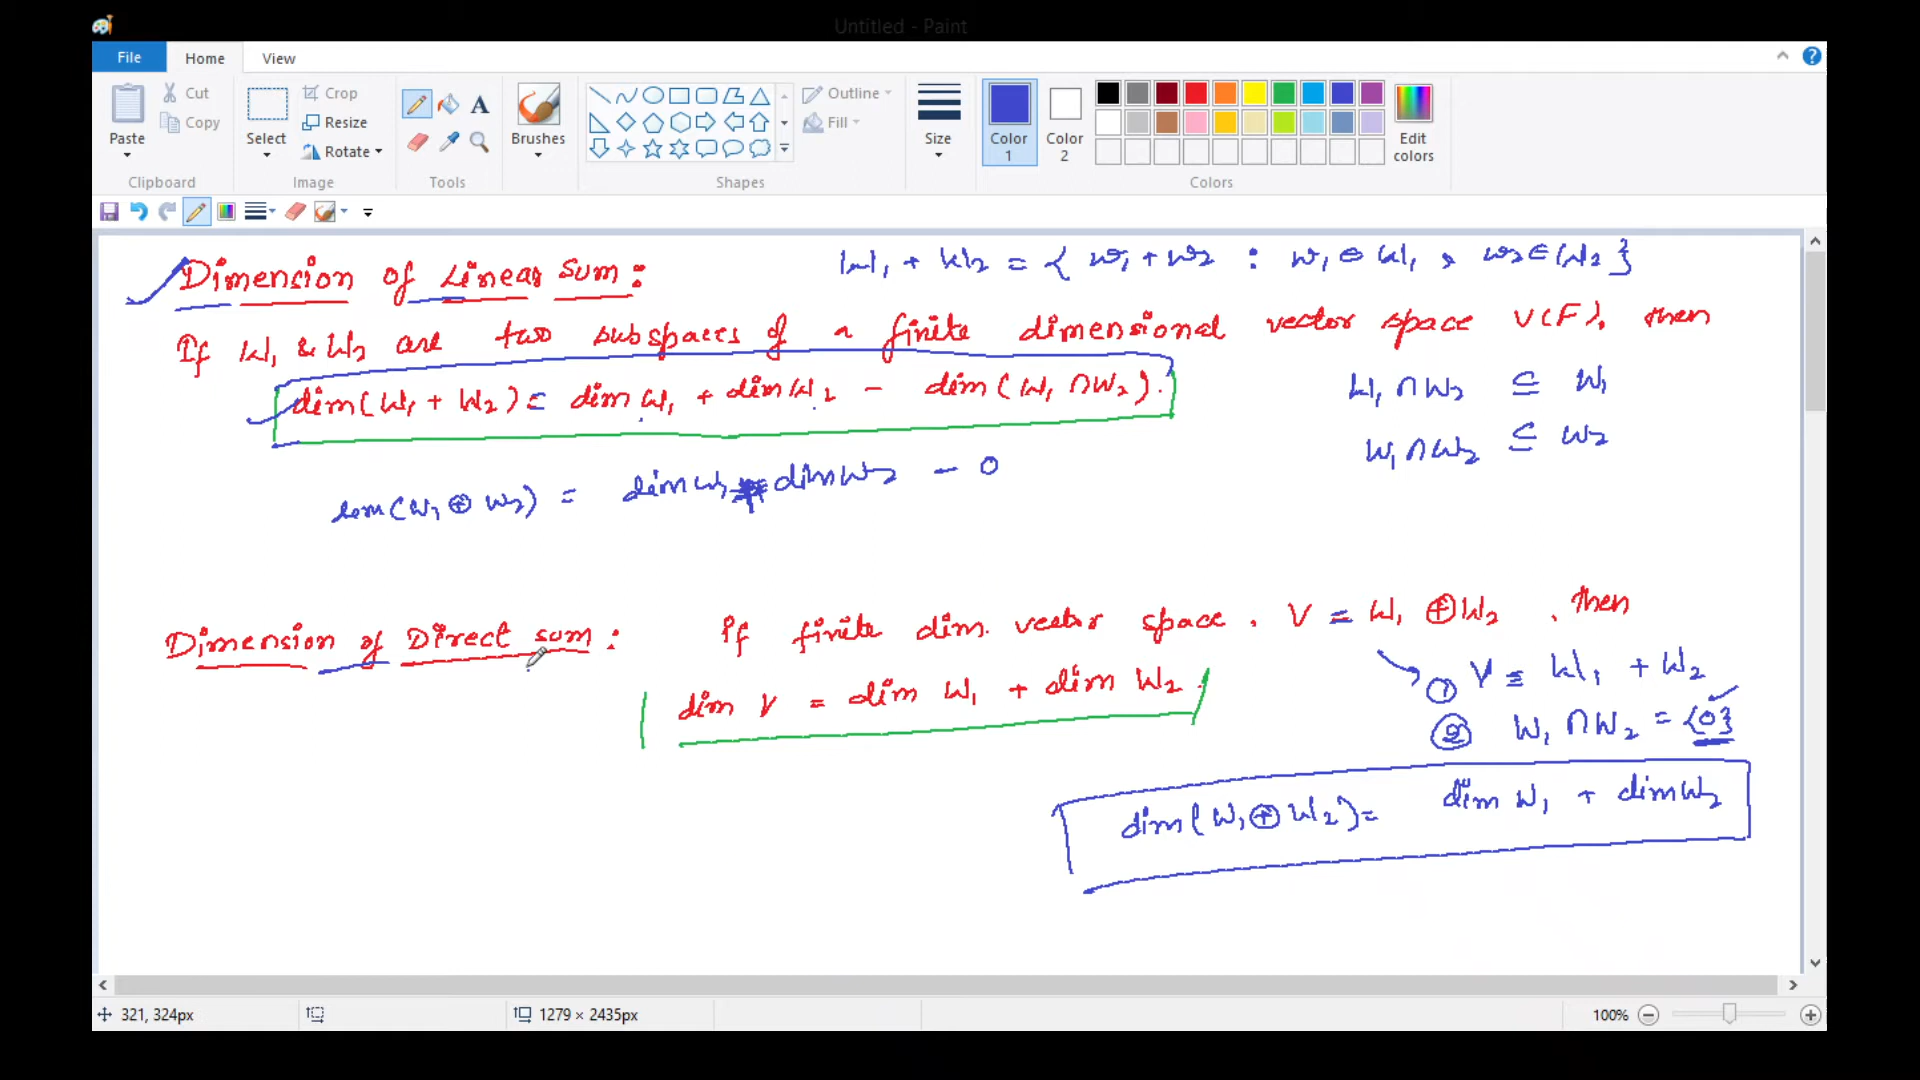 Untitled - Paint
File Home View
Paste Cut Copy Select Crop Resize Rotate Brushes Outline Fill Size Color 1 Color 2 Edit colors
Clipboard Image Tools Shapes Colors
W₁ + W₂ = { w₁ + w₂ : w₁ ∈ W₁ , w₂ ∈ W₂ }
Dimension of Linear Sum :
If W₁ & W₂ are two subspaces of a finite dimensional vector space V(F), then
dim(W₁ + W₂) = dim W₁ + dim W₂ - dim (W₁ ∩ W₂).
W₁ ∩ W₂ ⊆ W₁
W₁ ∩ W₂ ⊆ W₂
dim(W₁ ⊕ W₂) = dim W₁ + dim W₂ - 0
Dimension of Direct sum : If finite dim. vector space . V = W₁ ⊕ W₂ . then
① V = W₁ + W₂
dim V = dim W₁ + dim W₂ .
② W₁ ∩ W₂ = {0}
dim(W₁ ⊕ W₂) = dim W₁ + dim W₂
321, 324px 1279 × 2435px 100%